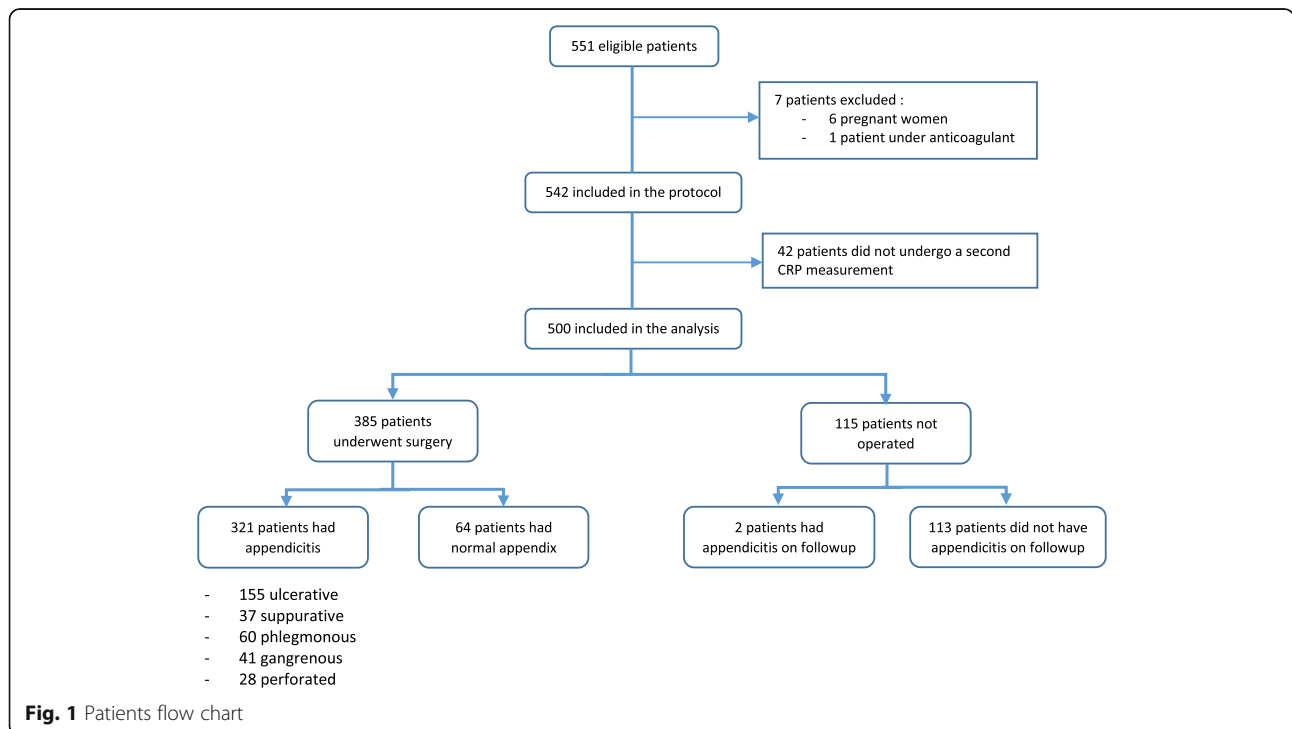 551 eligible patients
7 patients excluded :
- 6 pregnant women
- 1 patient under anticoagulant
542 included in the protocol
42 patients did not undergo a second
CRP measurement
500 included in the analysis
385 patients
underwent surgery
115 patients not
operated
321 patients had
appendicitis
64 patients had
normal appendix
2 patients had
appendicitis on followup
113 patients did not have
appendicitis on followup
- 155 ulcerative
- 37 suppurative
- 60 phlegmonous
- 41 gangrenous
- 28 perforated
Fig. 1 Patients flow chart